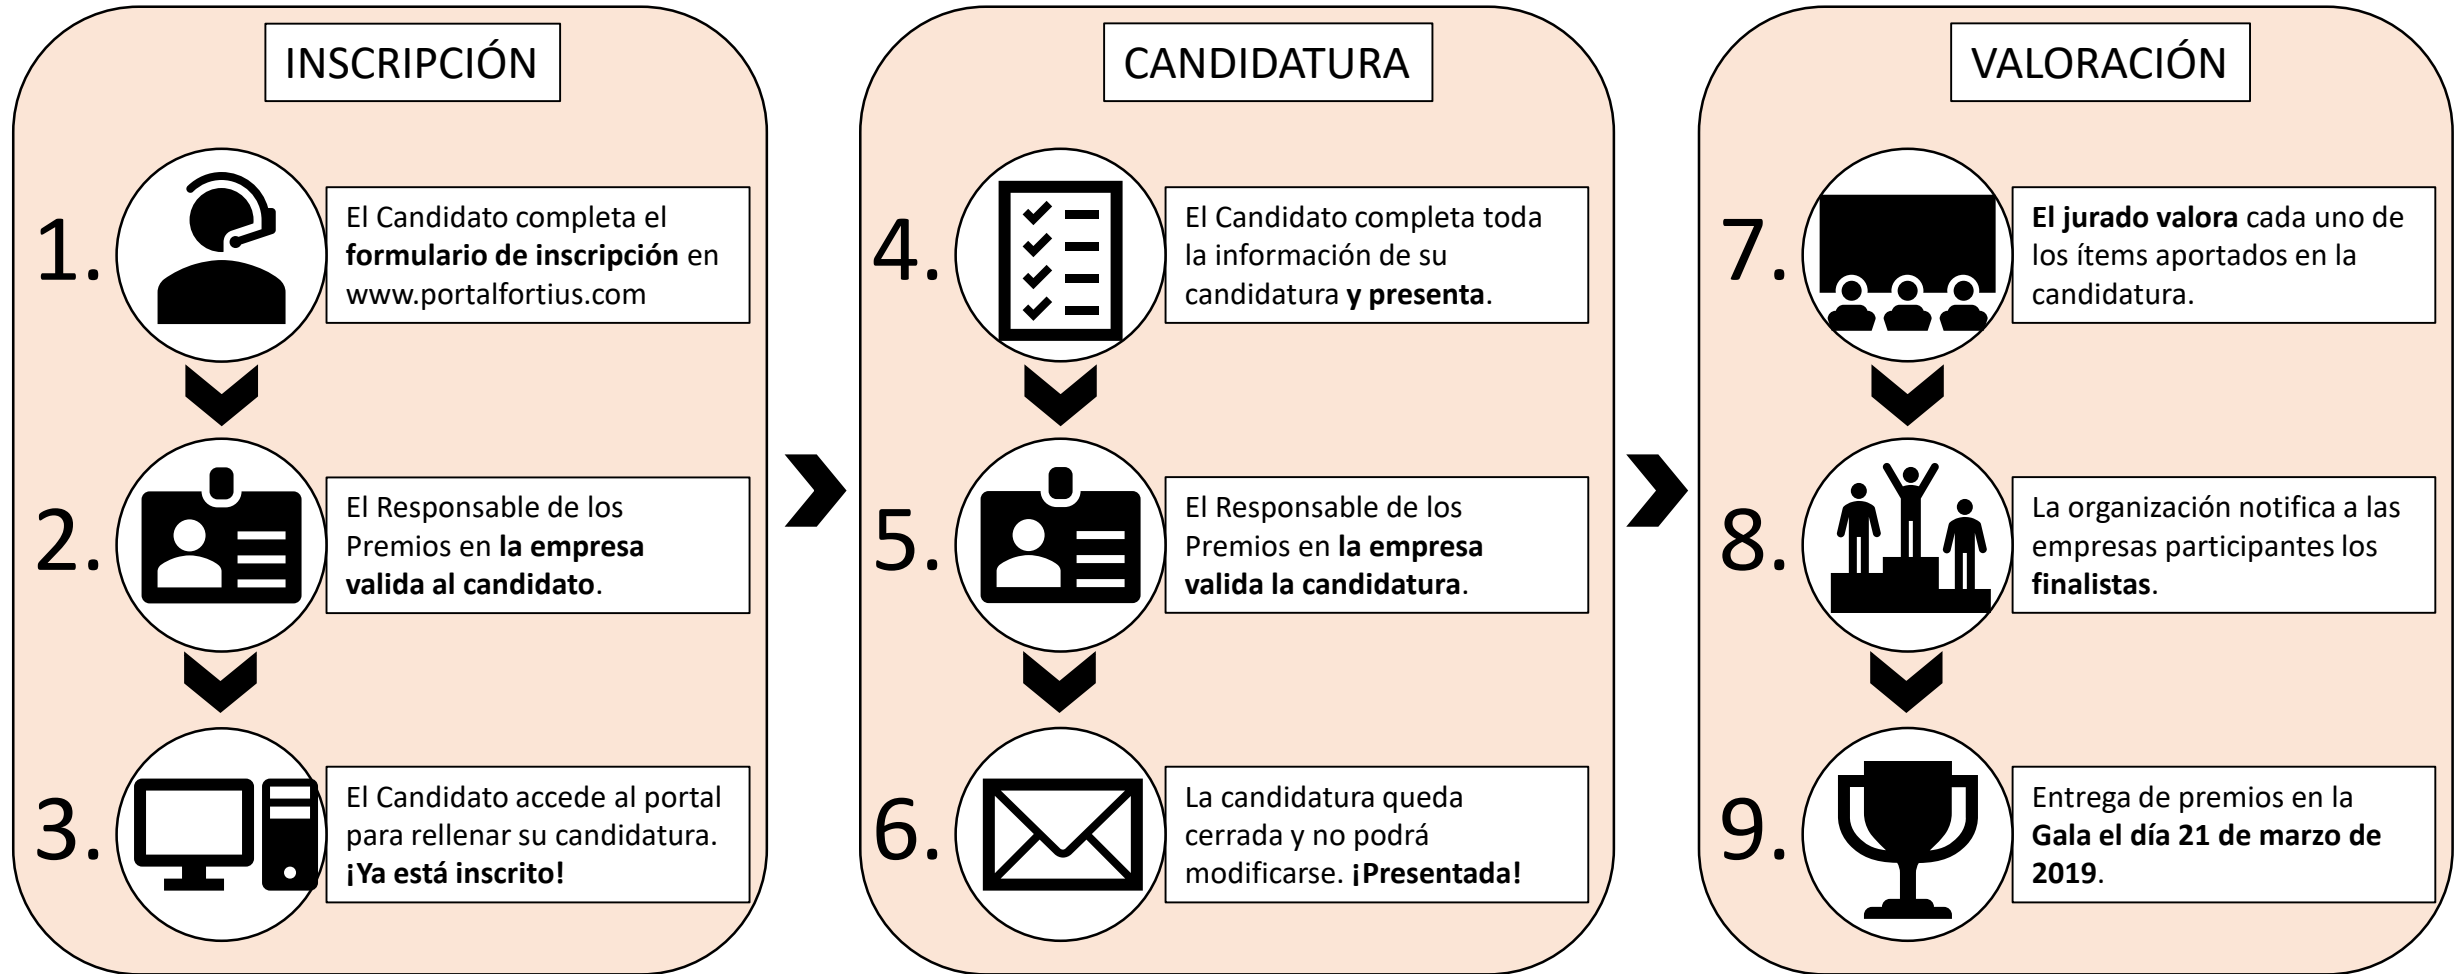 INSCRIPCIÓN
1.
El Candidato completa el
formulario de inscripción en
www.portalfortius.com
2.
El Responsable de los
Premios en la empresa
valida al candidato.
3.
El Candidato accede al portal
para rellenar su candidatura.
¡Ya está inscrito!
CANDIDATURA
4.
El Candidato completa toda
la información de su
candidatura y presenta.
5.
El Responsable de los
Premios en la empresa
valida la candidatura.
6.
La candidatura queda
cerrada y no podrá
modificarse. ¡Presentada!
VALORACIÓN
7.
El jurado valora cada uno de
los ítems aportados en la
candidatura.
8.
La organización notifica a las
empresas participantes los
finalistas.
9.
Entrega de premios en la
Gala el día 21 de marzo de
2019.